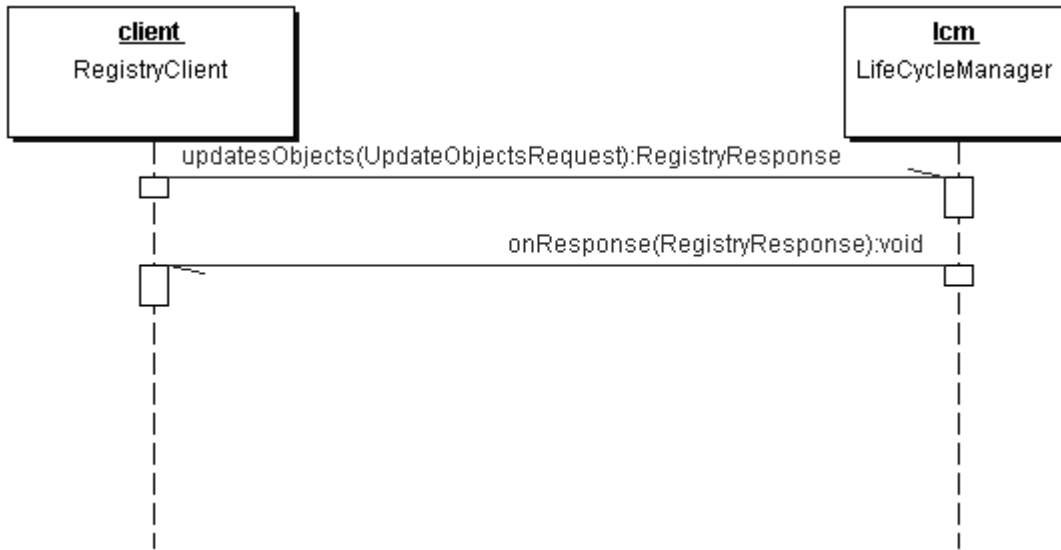 client
RegistryClient
lcm
LifeCycleManager
updatesObjects(UpdateObjectsRequest):RegistryResponse
onResponse(RegistryResponse):void